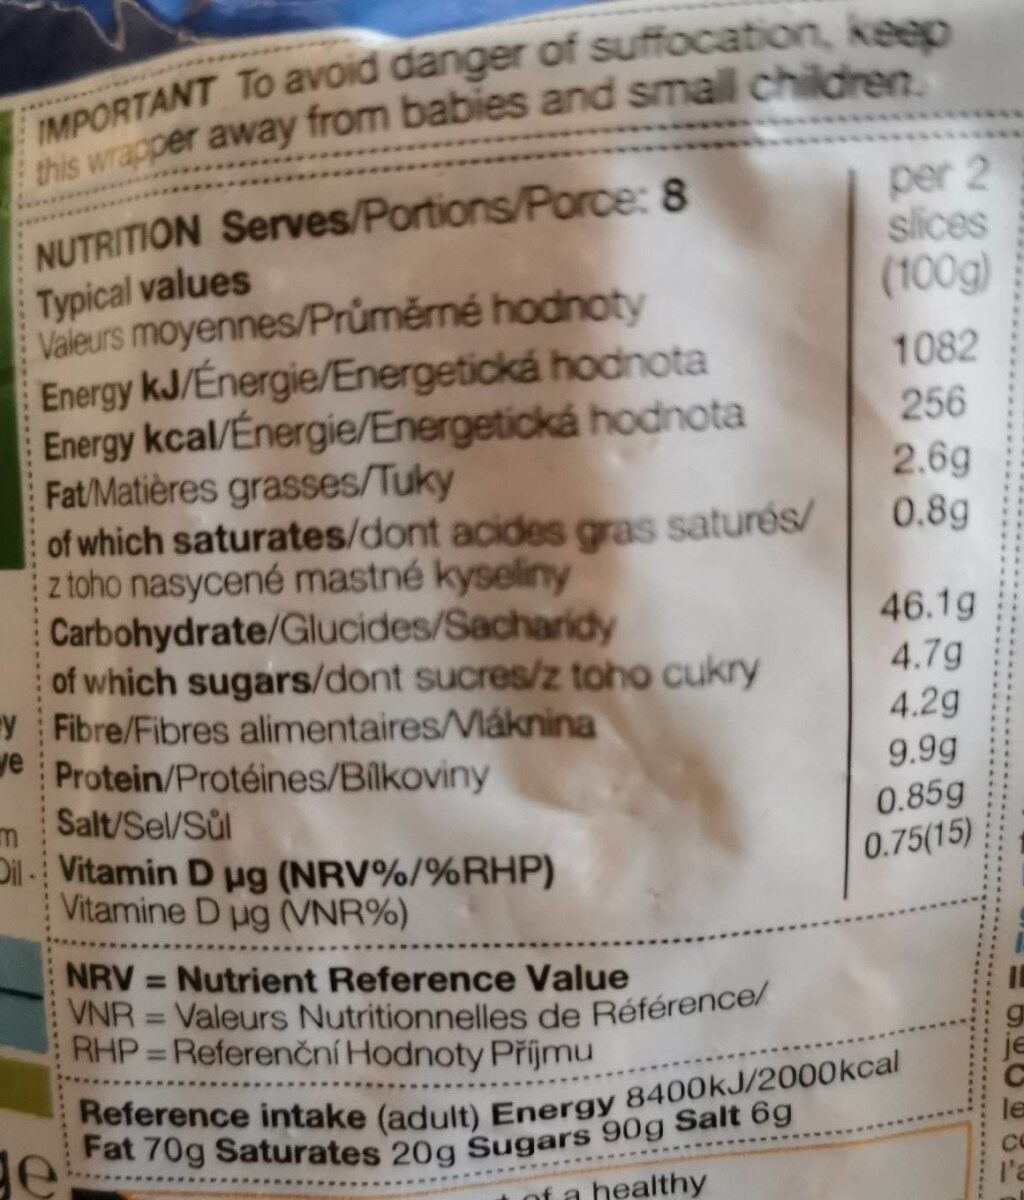 IMPORTANT To avoid danger of suffocation, keep
this wrapper away from babies and small children.
NUTRITION Serves/Portions/Porce: 8
per 2
slices
(100g)
Typical values
Valeurs moyennes/Průměrné hodnoty
Energy kJ/Énergie/Energetická hodnota 1082
Energy kcal/Énergie/Energetická hodnota 256
Fat/Matières grasses/Tuky 2.6g
of which saturates/dont acides gras saturés/ 0.8g
z toho nasycené mastné kyseliny
Carbohydrate/Glucides/Sacharidy 46.1g
of which sugars/dont sucres/z toho cukry 4.7g
Fibre/Fibres alimentaires/Vláknina 4.2g
Protein/Protéines/Bílkoviny 9.9g
Salt/Sel/Sůl 0.85g
Vitamin D µg (NRV%/%RHP) 0.75(15)
Vitamine D µg (VNR%)
NRV = Nutrient Reference Value
VNR = Valeurs Nutritionnelles de Référence/
RHP = Referenční Hodnoty Příjmu
Reference intake (adult) Energy 8400kJ/2000kcal
Fat 70g Saturates 20g Sugars 90g Salt 6g
of a healthy